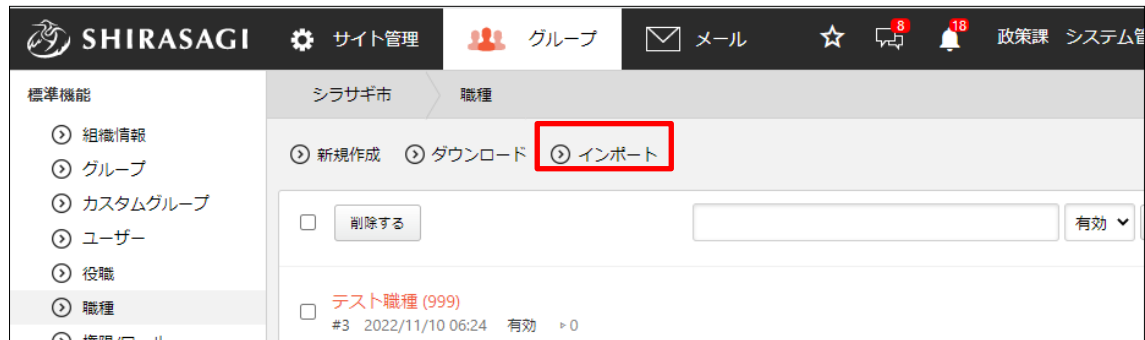 SHIRASAGI サイト管理 グループ メール 8 18 政策課 システム管
標準機能
シラサギ市 職種
組織情報
グループ
カスタムグループ
ユーザー
役職
職種
新規作成 ダウンロード インポート
削除する 有効
テスト職種 (999)
#3 2022/11/10 06:24 有効 0